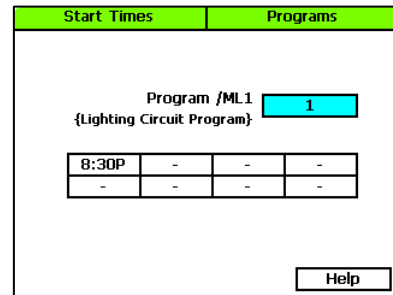 Start Times Programs
Program /ML1 1
{Lighting Circuit Program}
8:30P - - -
- - - -
Help